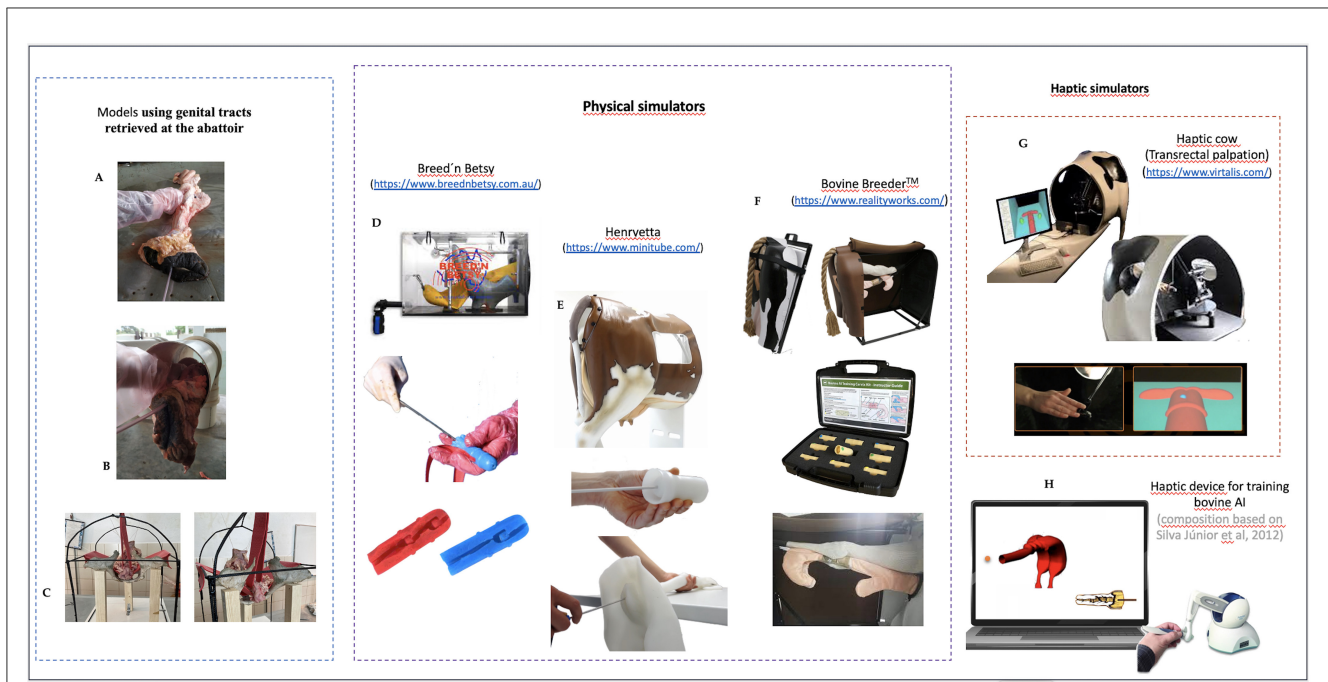 Models using genital tracts
retrieved at the abattoir
A
B
C
Physical simulators
Breed´n Betsy
(https://www.breednbetsy.com.au/)
D
BREED'N
BETSY
Henryetta
(https://www.minitube.com/)
E
Bovine Breeder™
(https://www.realityworks.com/)
F
Haptic simulators
G
Haptic cow
(Transrectal palpation)
(https://www.virtalis.com/)
H
Haptic device for training
bovine AI
(composition based on
Silva Júnior et al, 2012)